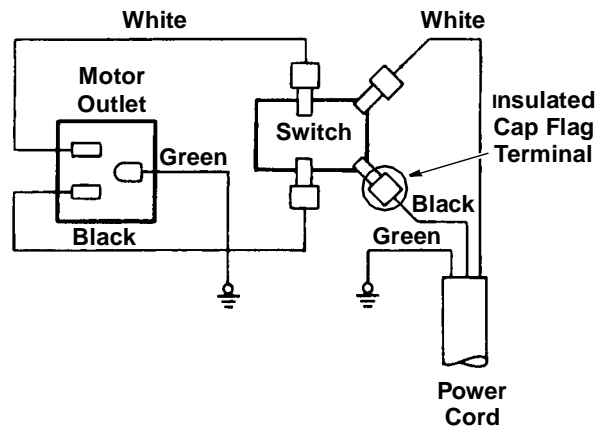 White
White
Motor
Outlet
Insulated
Cap Flag
Terminal
Switch
Green
Black
Black
Green
Power
Cord